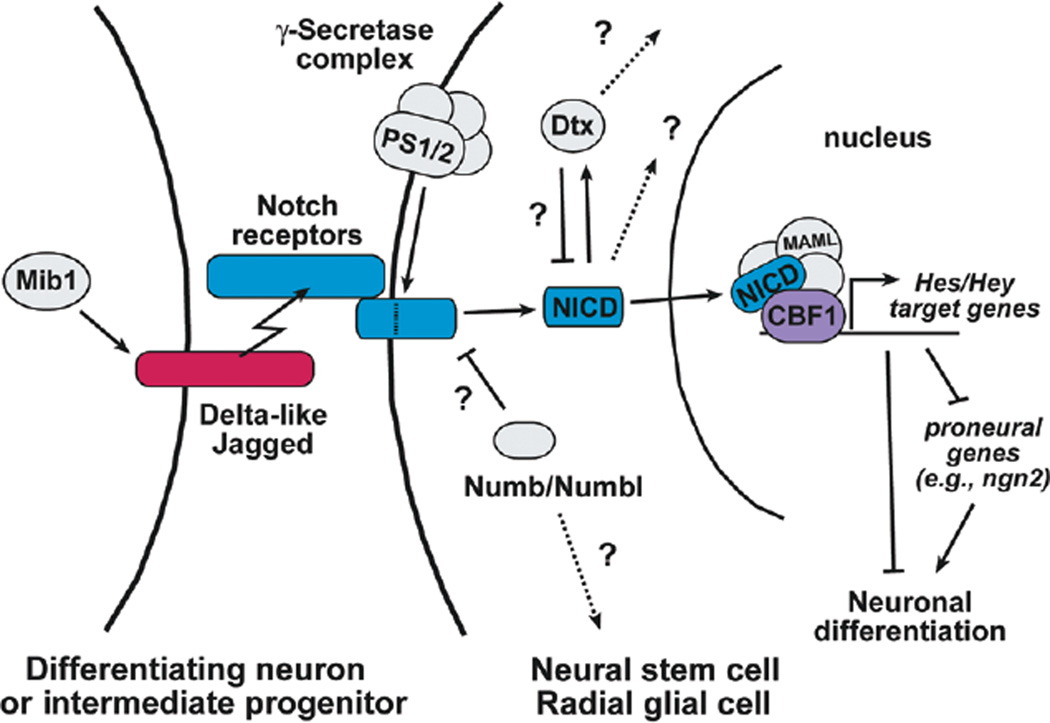 γ-Secretase
complex
PS1/2
?
Dtx
?
?
nucleus
Notch
receptors
Mib1
NICD
MAML
NICD
CBF1
Hes/Hey
target genes
Delta-like
Jagged
?
Numb/Numbl
?
proneural
genes
(e.g., ngn2)
Neuronal
differentiation
Differentiating neuron
or intermediate progenitor
Neural stem cell
Radial glial cell